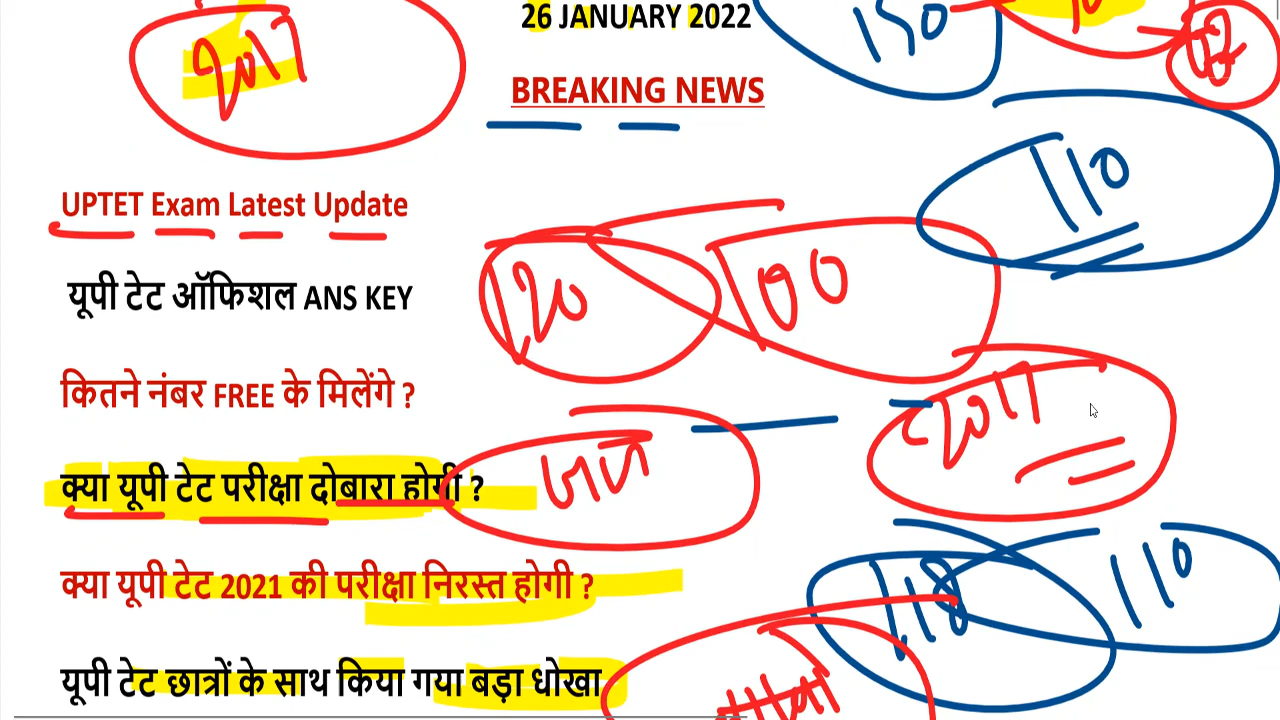 26 JANUARY 2022
150
2017
BREAKING NEWS
110
UPTET Exam Latest Update
यूपी टेट ऑफिशल ANS KEY
120 100
कितने नंबर FREE के मिलेंगे ?
2017
क्या यूपी टेट परीक्षा दोबारा होगी ?
क्या यूपी टेट 2021 की परीक्षा निरस्त होगी ?
118 110
यूपी टेट छात्रों के साथ किया गया बड़ा धोखा